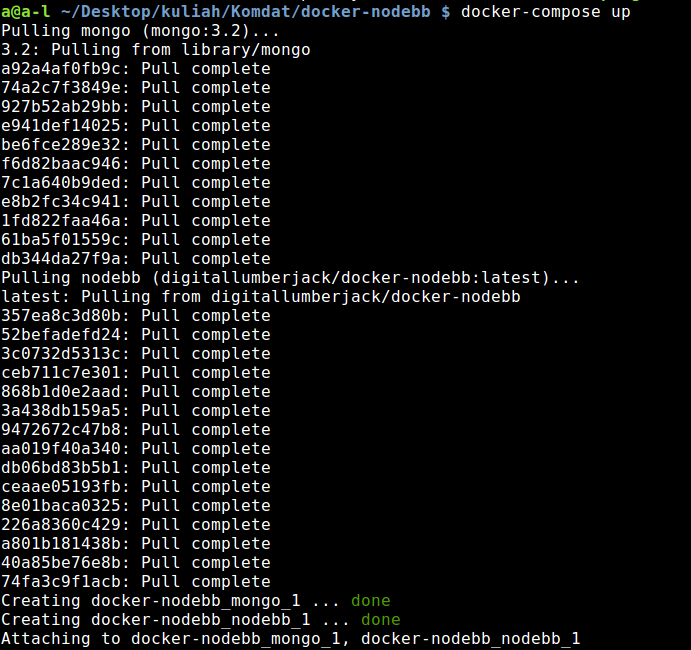 a@a-l ~/Desktop/kuliah/Komdat/docker-nodebb $ docker-compose up
Pulling mongo (mongo:3.2)...
3.2: Pulling from library/mongo
a92a4af0fb9c: Pull complete
74a2c7f3849e: Pull complete
927b52ab29bb: Pull complete
e941def14025: Pull complete
be6fce289e32: Pull complete
f6d82baac946: Pull complete
7c1a640b9ded: Pull complete
e8b2fc34c941: Pull complete
1fd822faa46a: Pull complete
61ba5f01559c: Pull complete
db344da27f9a: Pull complete
Pulling nodebb (digitallumberjack/docker-nodebb:latest)...
latest: Pulling from digitallumberjack/docker-nodebb
357ea8c3d80b: Pull complete
52befadefd24: Pull complete
3c0732d5313c: Pull complete
ceb711c7e301: Pull complete
868b1d0e2aad: Pull complete
3a438db159a5: Pull complete
9472672c47b8: Pull complete
aa019f40a340: Pull complete
db06bd83b5b1: Pull complete
ceaae05193fb: Pull complete
8e01baca0325: Pull complete
226a8360c429: Pull complete
a801b181438b: Pull complete
40a85be76e8b: Pull complete
74fa3c9f1acb: Pull complete
Creating docker-nodebb_mongo_1 ... done
Creating docker-nodebb_nodebb_1 ... done
Attaching to docker-nodebb_mongo_1, docker-nodebb_nodebb_1